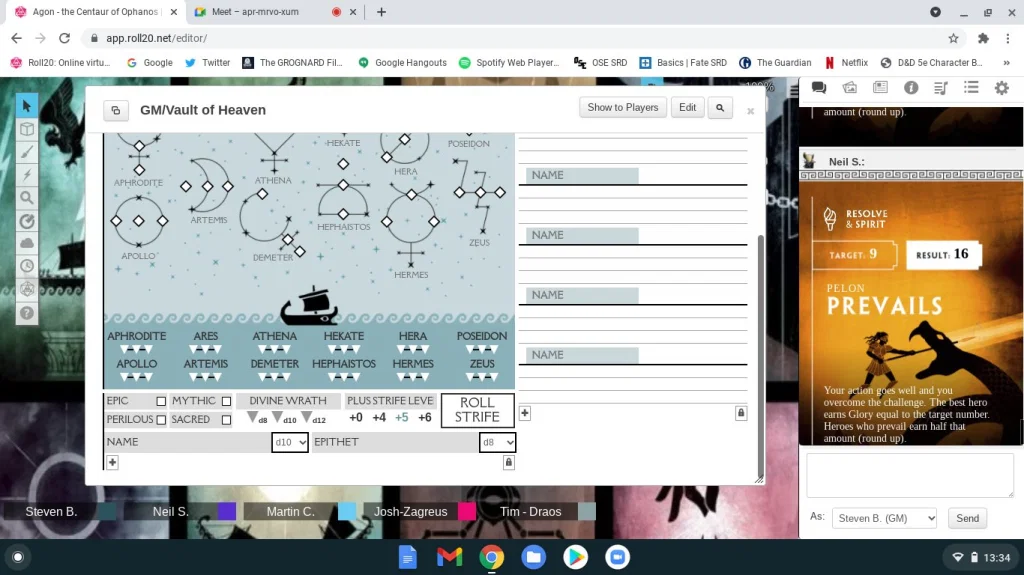 Agon - the Centaur of Ophanos
Meet – apr-mrvo-xum
app.roll20.net/editor/
Roll20: Online virtu...
Google
Twitter
The GROGNARD Fil...
Google Hangouts
Spotify Web Player...
OSE SRD
Basics | Fate SRD
The Guardian
Netflix
D&D 5e Character B...
»
GM/Vault of Heaven
Show to Players
Edit
HEKATE
POSEIDON
HERA
ATHENA
APHRODITE
ARTEMIS
HEPHAISTOS
ZEUS
APOLLO
DEMETER
HERMES
APHRODITE ARES ATHENA HEKATE HERA POSEIDON
APOLLO ARTEMIS DEMETER HEPHAISTOS HERMES ZEUS
EPIC MYTHIC DIVINE WRATH PLUS STRIFE LEVE
PERILOUS SACRED d8 d10 d12 +0 +4 +5 +6
ROLL
STRIFE
NAME d10 EPITHET d8
NAME
NAME
NAME
NAME
amount (round up).
Neil S.:
RESOLVE
& SPIRIT
TARGET: 9 RESULT: 16
PELON
PREVAILS
Your action goes well and you
overcome the challenge. The best hero
earns Glory equal to the target number.
Heroes who prevail earn half that
amount (round up).
As: Steven B. (GM) Send
Steven B. Neil S. Martin C. Josh-Zagreus Tim - Draos
13:34